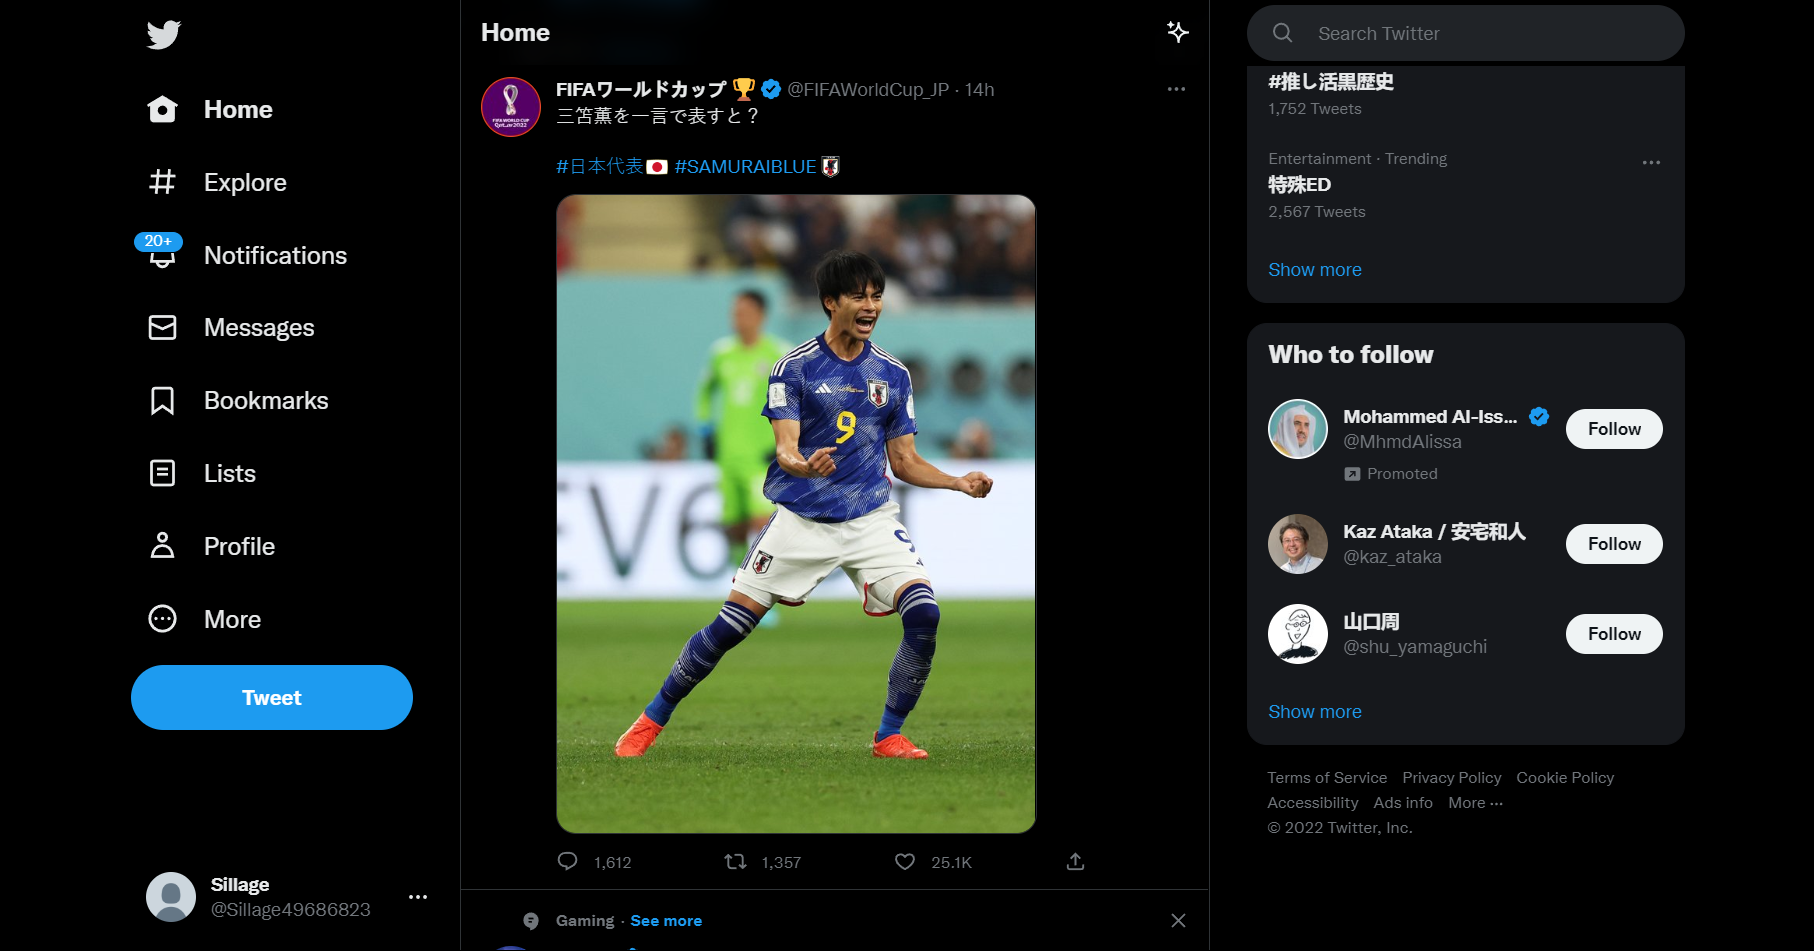 Home
Explore
20+
Notifications
Messages
Bookmarks
Lists
Profile
More
Tweet
Sillage
@Sillage49686823
Home
FIFAワールドカップ 🏆 @FIFAWorldCup_JP · 14h
三笘薫を一言で表すと？
#日本代表🇯🇵 #SAMURAIBLUE
9
9
EV6
1,612
1,357
25.1K
Gaming · See more
Search Twitter
#推し活黒歴史
1,752 Tweets
Entertainment · Trending
特殊ED
2,567 Tweets
Show more
Who to follow
Mohammed Al-Iss...
@MhmdAlissa
Promoted
Follow
Kaz Ataka / 安宅和人
@kaz_ataka
Follow
山口周
@shu_yamaguchi
Follow
Show more
Terms of Service Privacy Policy Cookie Policy
Accessibility Ads info More ···
© 2022 Twitter, Inc.